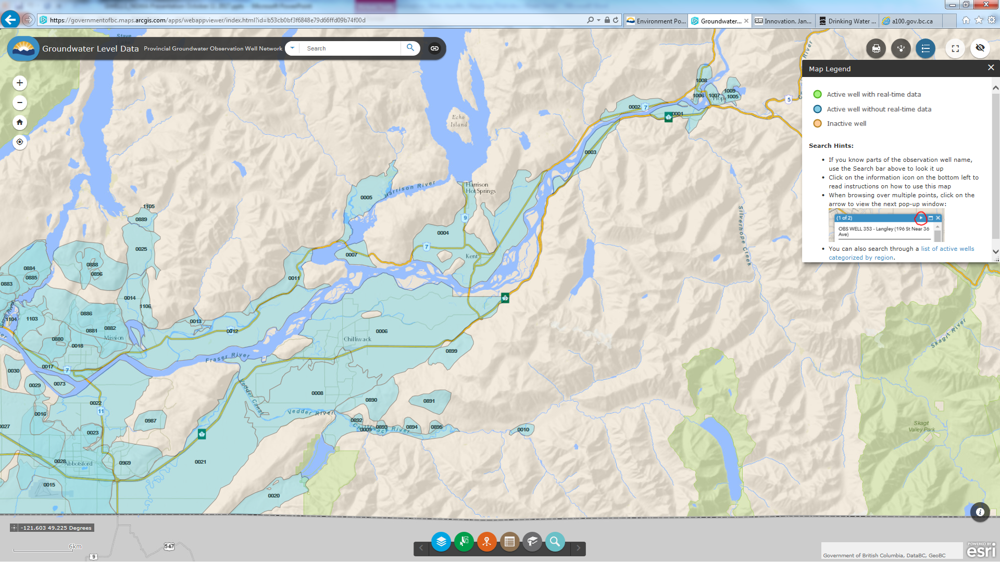 https://governmentofbc.maps.arcgis.com/apps/webappviewer/index.html?id=b53cb0bf3f6848e79d66ffd09b74f00d
Environment Po...
Groundwater...
Innovation. Jan...
Drinking Water ...
a100.gov.bc.ca
Groundwater Level Data
Provincial Groundwater Observation Well Network
Search
Map Legend
Active well with real-time data
Active well without real-time data
Inactive well
Search Hints:
If you know parts of the observation well name,
use the Search bar above to look it up
Click on the information icon on the bottom left to
read instructions on how to use this map
When browsing over multiple points, click on the
arrow to view the next pop-up window:
(1 of 2)
OBS WELL 353 - Langley (196 St Near 36
Ave)
You can also search through a list of active wells
categorized by region.
Stave
Echo
Island
1008
1009
1006
1007
1005
Hope
5
0002
7
0001
1
0003
Harrison River
Harrison
Hot Springs
0005
1105
0889
9
0004
7
Kent
0025
0007
Silverhope Creek
0888
0896
0884
0885
0883
0011
0014
1106
1
Stave River
1104
1103
0886
0013
0881
0882
0012
0006
Mission
Chilliwack
0880
0018
0899
Skagit River
Fraser River
0017
7
0030
0029
0073
Vedder Canal
0008
0022
0890
0891
11
0016
Vedder River
0987
0892
0009
0893
0894
0895
Chilliwack River
0010
0027
0023
1
Skagit
Valley Park
0028
Abbotsford
0969
0021
0015
0020
-121.603 49.225 Degrees
6km
547
9
Government of British Columbia, DataBC, GeoBC
POWERED BY
esri